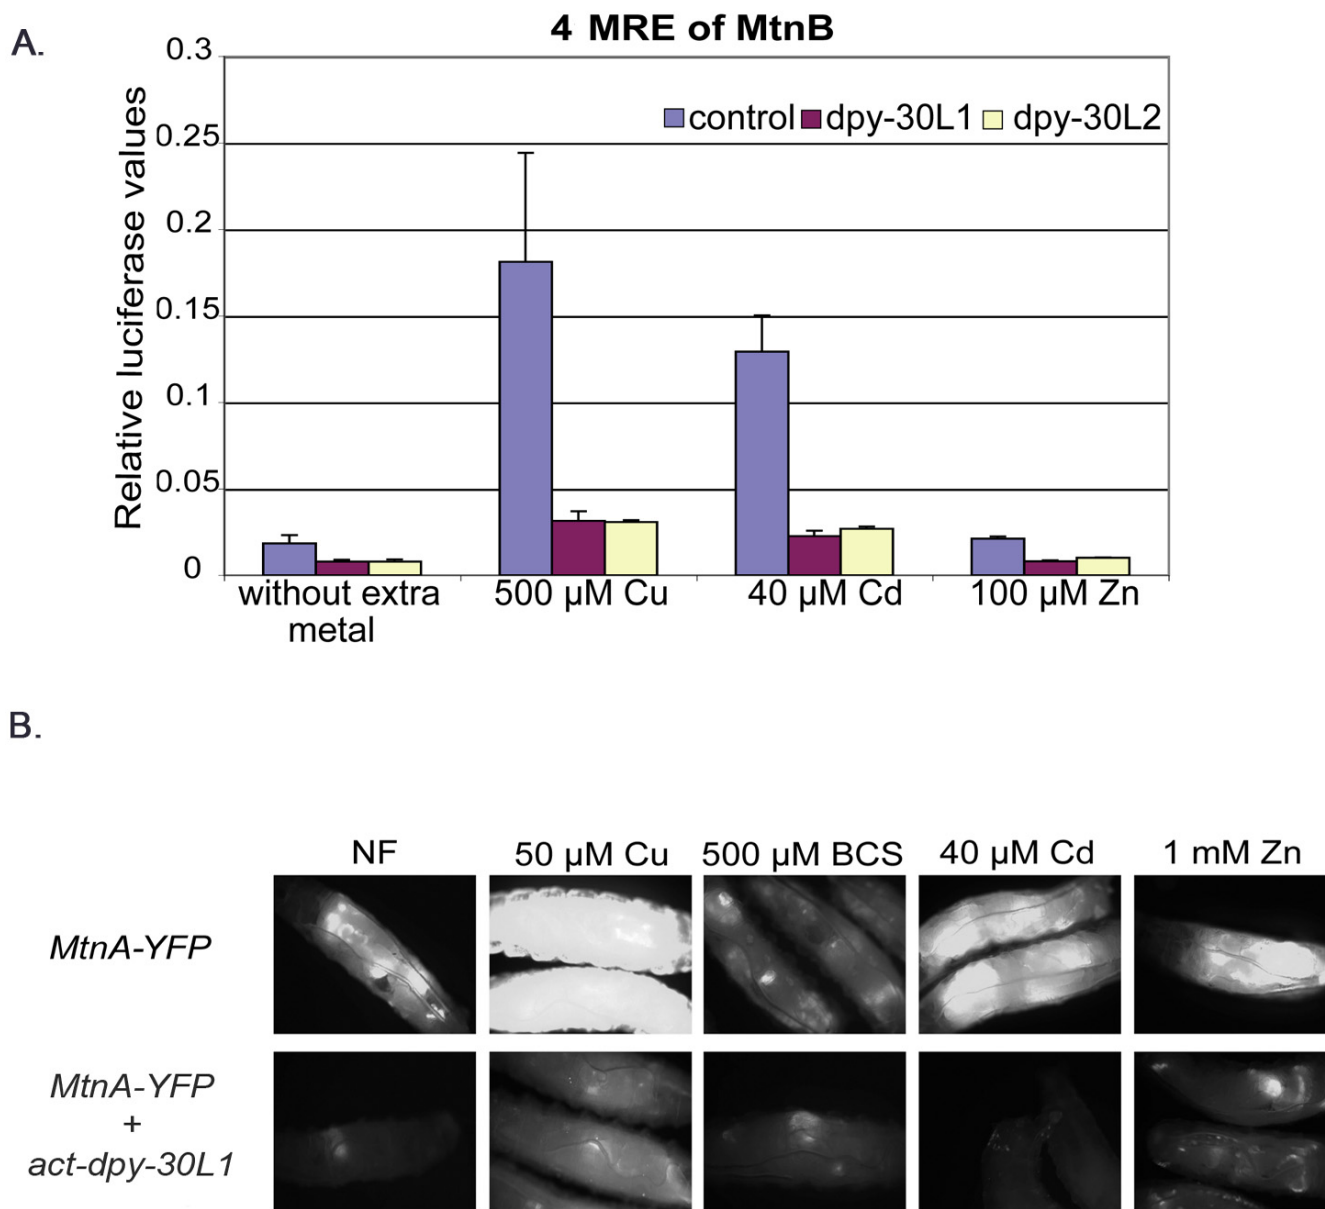 A.
4 MRE of MtnB
Relative luciferase values
0.3
0.25
0.2
0.15
0.1
0.05
0
control dpy-30L1 dpy-30L2
without extra metal
500 µM Cu
40 µM Cd
100 µM Zn
B.
NF 50 µM Cu 500 µM BCS 40 µM Cd 1 mM Zn
MtnA-YFP
MtnA-YFP
+
act-dpy-30L1